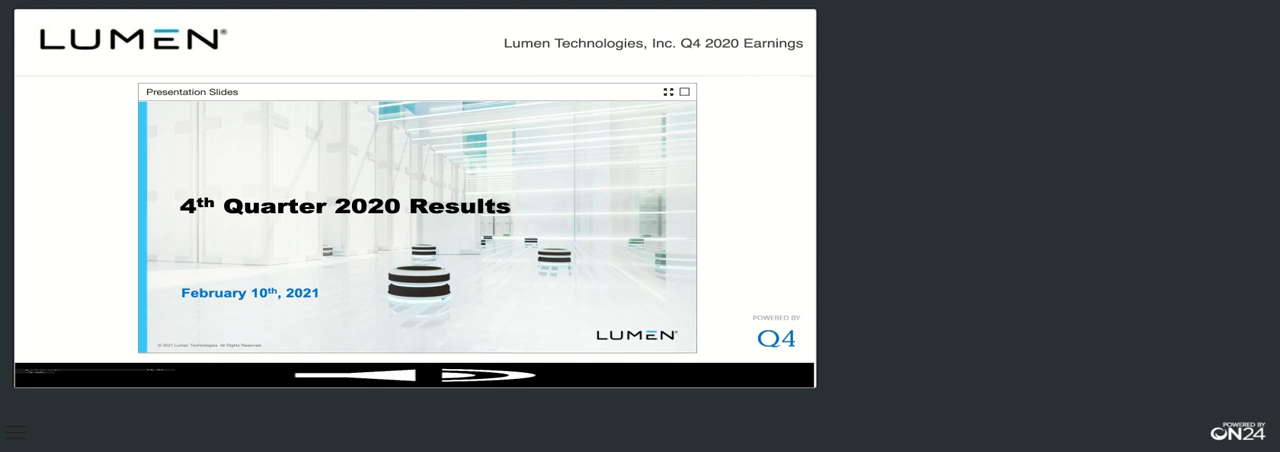 LUMEN®
Lumen Technologies, Inc. Q4 2020 Earnings
Presentation Slides
4th Quarter 2020 Results
February 10th, 2021
LUMEN®
© 2021 Lumen Technologies. All Rights Reserved.
POWERED BY
Q4
POWERED BY
ON24